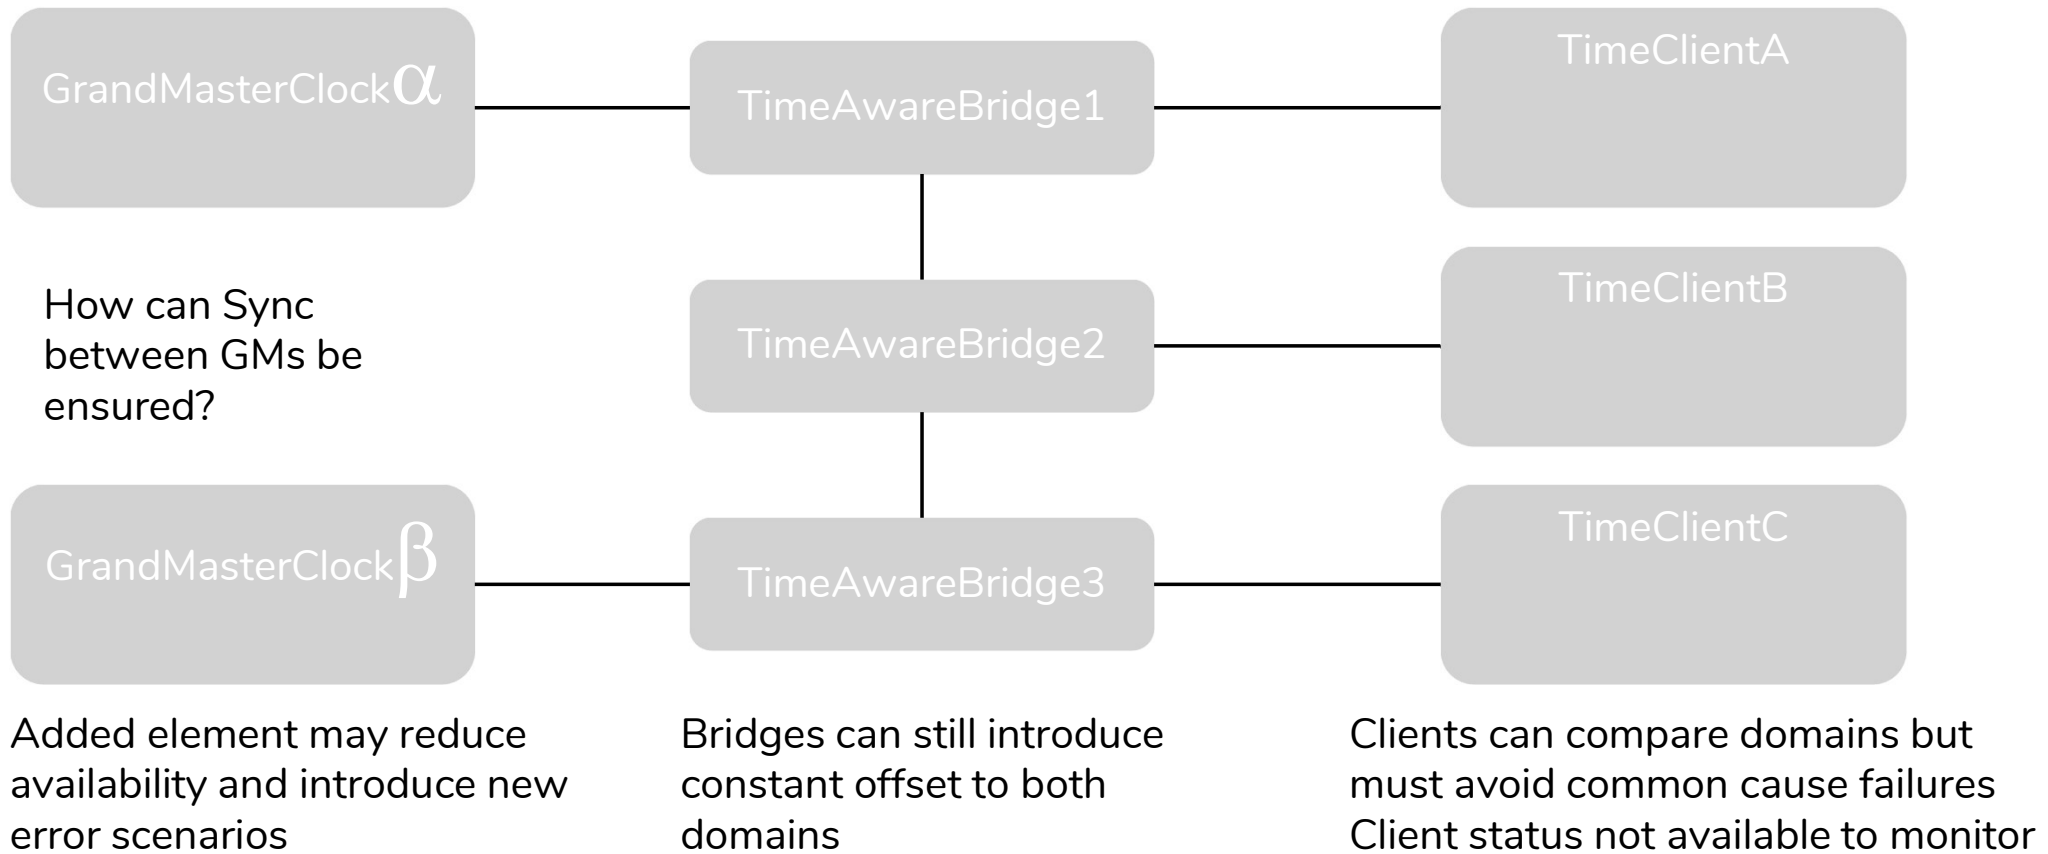 GrandMasterClockα
TimeAwareBridge1
TimeClientA
How can Sync
between GMs be
ensured?
TimeAwareBridge2
TimeClientB
GrandMasterClockβ
TimeAwareBridge3
TimeClientC
Added element may reduce
availability and introduce new
error scenarios
Bridges can still introduce
constant offset to both
domains
Clients can compare domains but
must avoid common cause failures
Client status not available to monitor